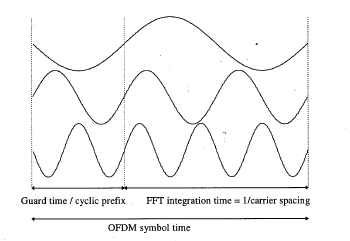 Guard time / cyclic prefix FFT integration time = 1/carrier spacing
OFDM symbol time